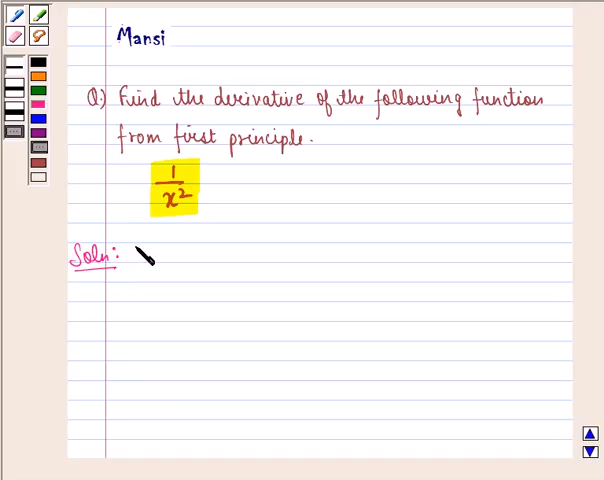 Mansi
Q.) Find the derivative of the following function
from first principle.
1
x²
Soln: